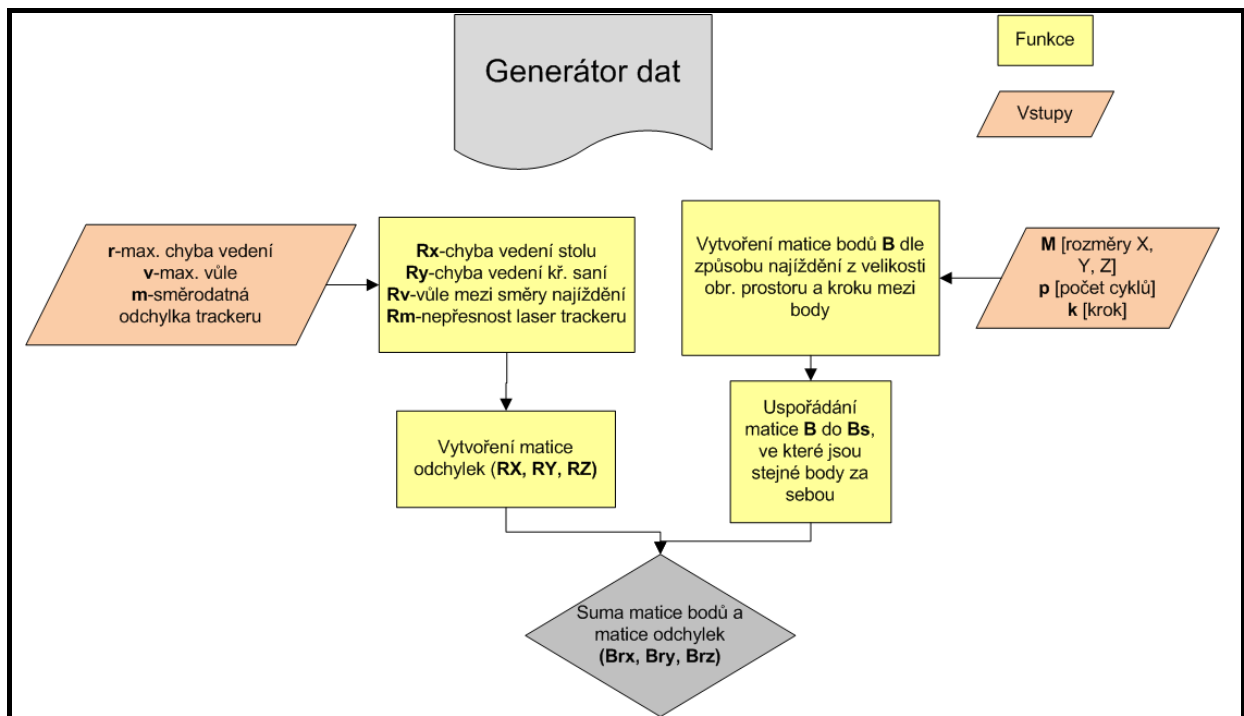 Generátor dat
Funkce
Vstupy
r-max. chyba vedení
v-max. vůle
m-směrodatná
odchylka trackeru
Rx-chyba vedení stolu
Ry-chyba vedení kř. saní
Rv-vůle mezi směry najíždění
Rm-nepřesnost laser trackeru
Vytvoření matice bodů B dle
způsobu najíždění z velikosti
obr. prostoru a kroku mezi
body
M [rozměry X,
Y, Z]
p [počet cyklů]
k [krok]
Vytvoření matice
odchylek (RX, RY, RZ)
Uspořádání
matice B do Bs,
ve které jsou
stejné body za
sebou
Suma matice bodů a
matice odchylek
(Brx, Bry, Brz)